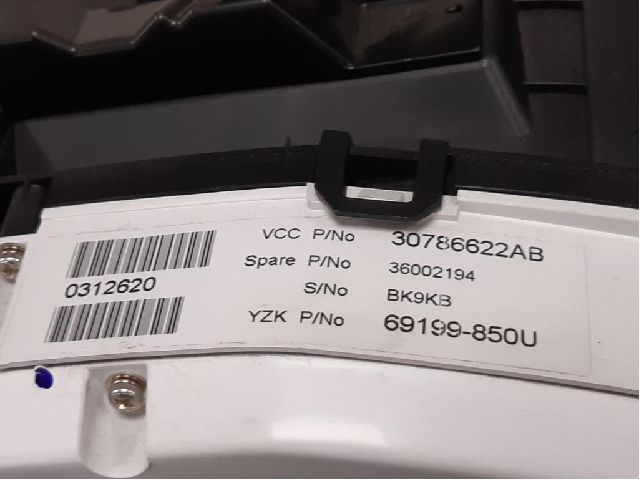 VCC P/No 30786622AB
Spare P/No 36002194
0312620
S/No BK9KB
YZK P/No 69199-850U